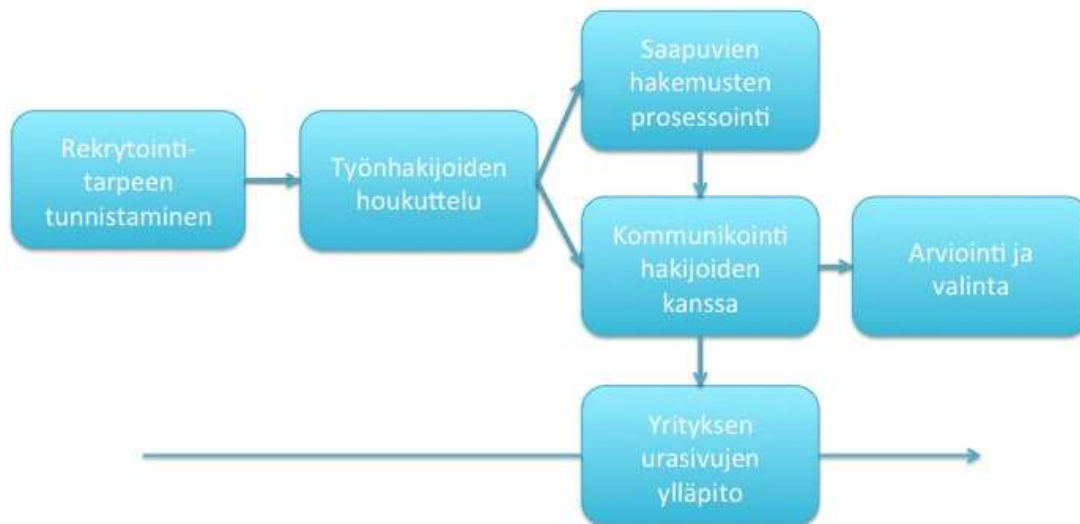 Rekrytointi-
tarpeen
tunnistaminen
Työnhakijoiden
houkuttelu
Saapuvien
hakemusten
prosessointi
Kommunikointi
hakijoiden
kanssa
Arviointi ja
valinta
Yrityksen
urasivujen
ylläpito